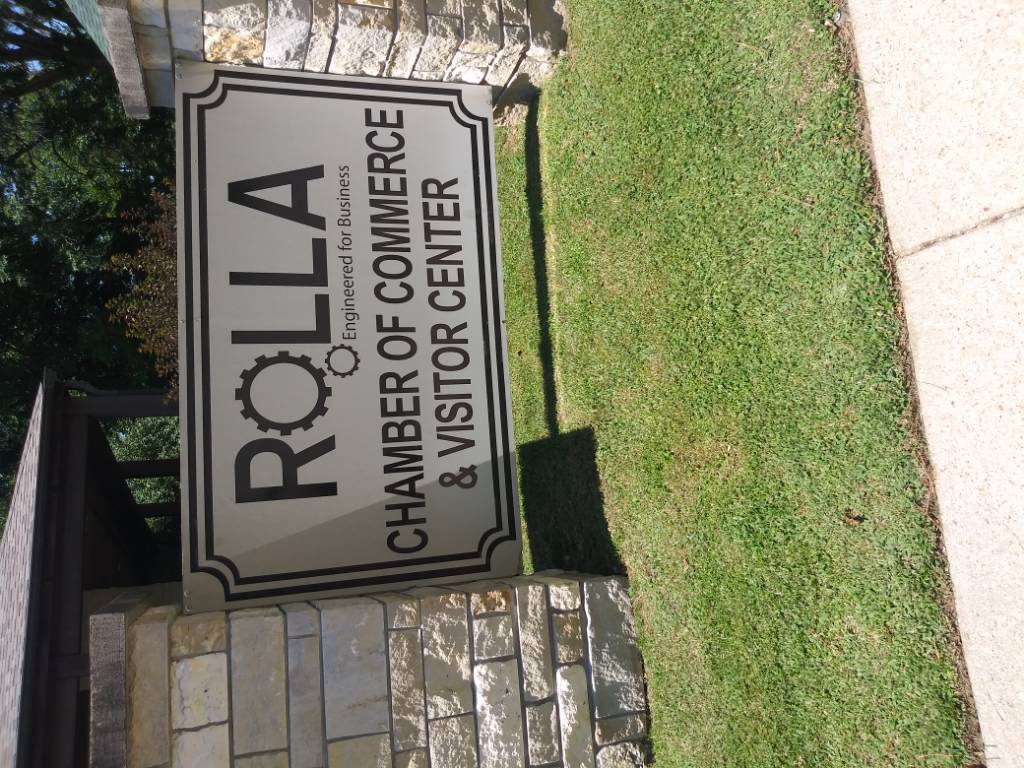 ROLLA
Engineered for Business
CHAMBER OF COMMERCE
& VISITOR CENTER